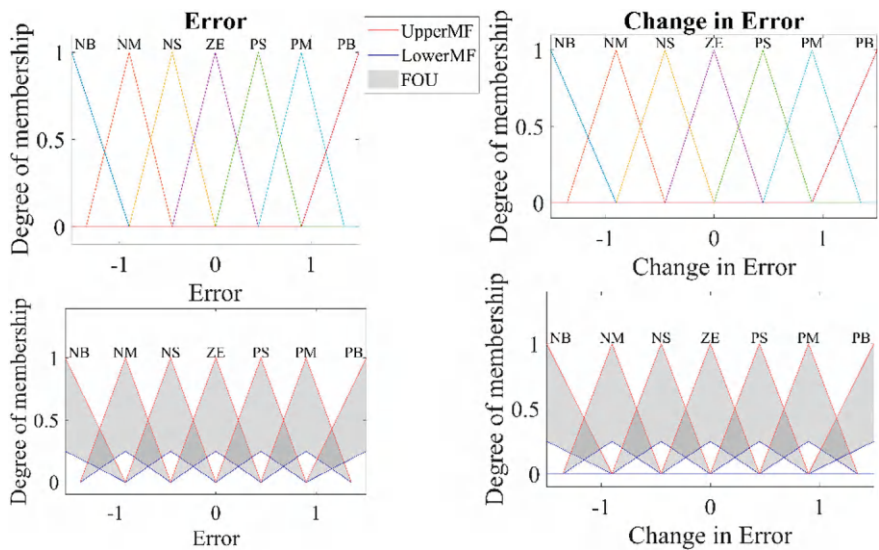 Error
NB NM NS ZE PS PM PB
1
0.5
0
Degree of membership
-1 0 1
Error
UpperMF
LowerMF
FOU
Change in Error
NB NM NS ZE PS PM PB
1
0.5
0
Degree of membership
-1 0 1
Change in Error
NB NM NS ZE PS PM PB
1
0.5
0
Degree of membership
-1 0 1
Error
NB NM NS ZE PS PM PB
1
0.5
0
Degree of membership
-1 0 1
Change in Error